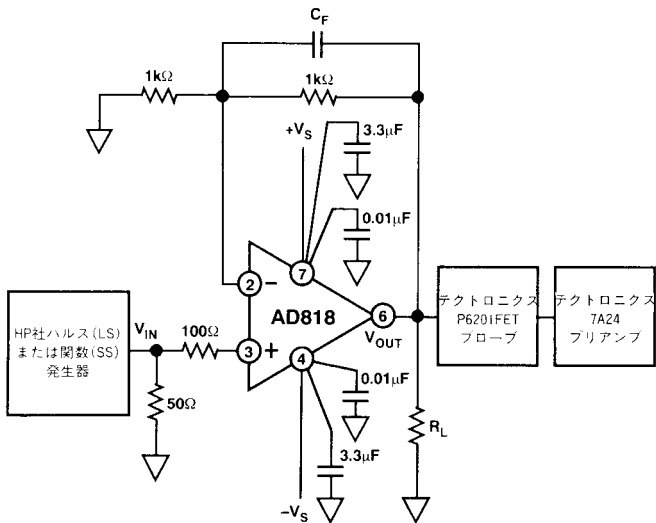 CF
1kΩ
1kΩ
+VS
3.3μF
0.01μF
2
−
7
AD818
6
VOUT
3
+
4
HP社ハルス(LS)
または関数(SS)
発生器
VIN
100Ω
50Ω
テクトロニクス
P6201FET
フローブ
テクトロニクス
7A24
プリアンプ
0.01μF
3.3μF
RL
−VS